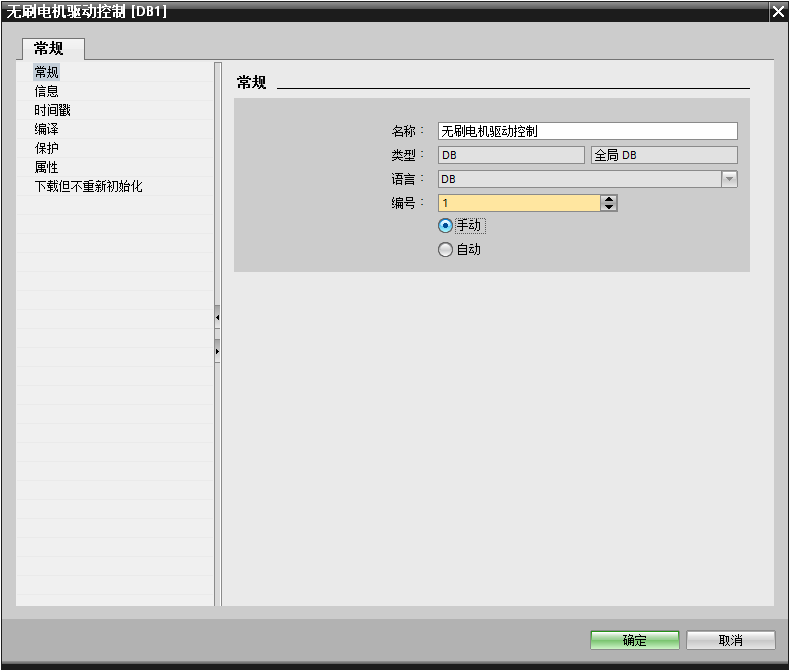 无刷电机驱动控制 [DB1]
常规
常规
信息
时间戳
编译
保护
属性
下载但不重新初始化
常规
名称： 无刷电机驱动控制
类型： DB 全局 DB
语言： DB
编号： 1
手动
自动
确定 取消